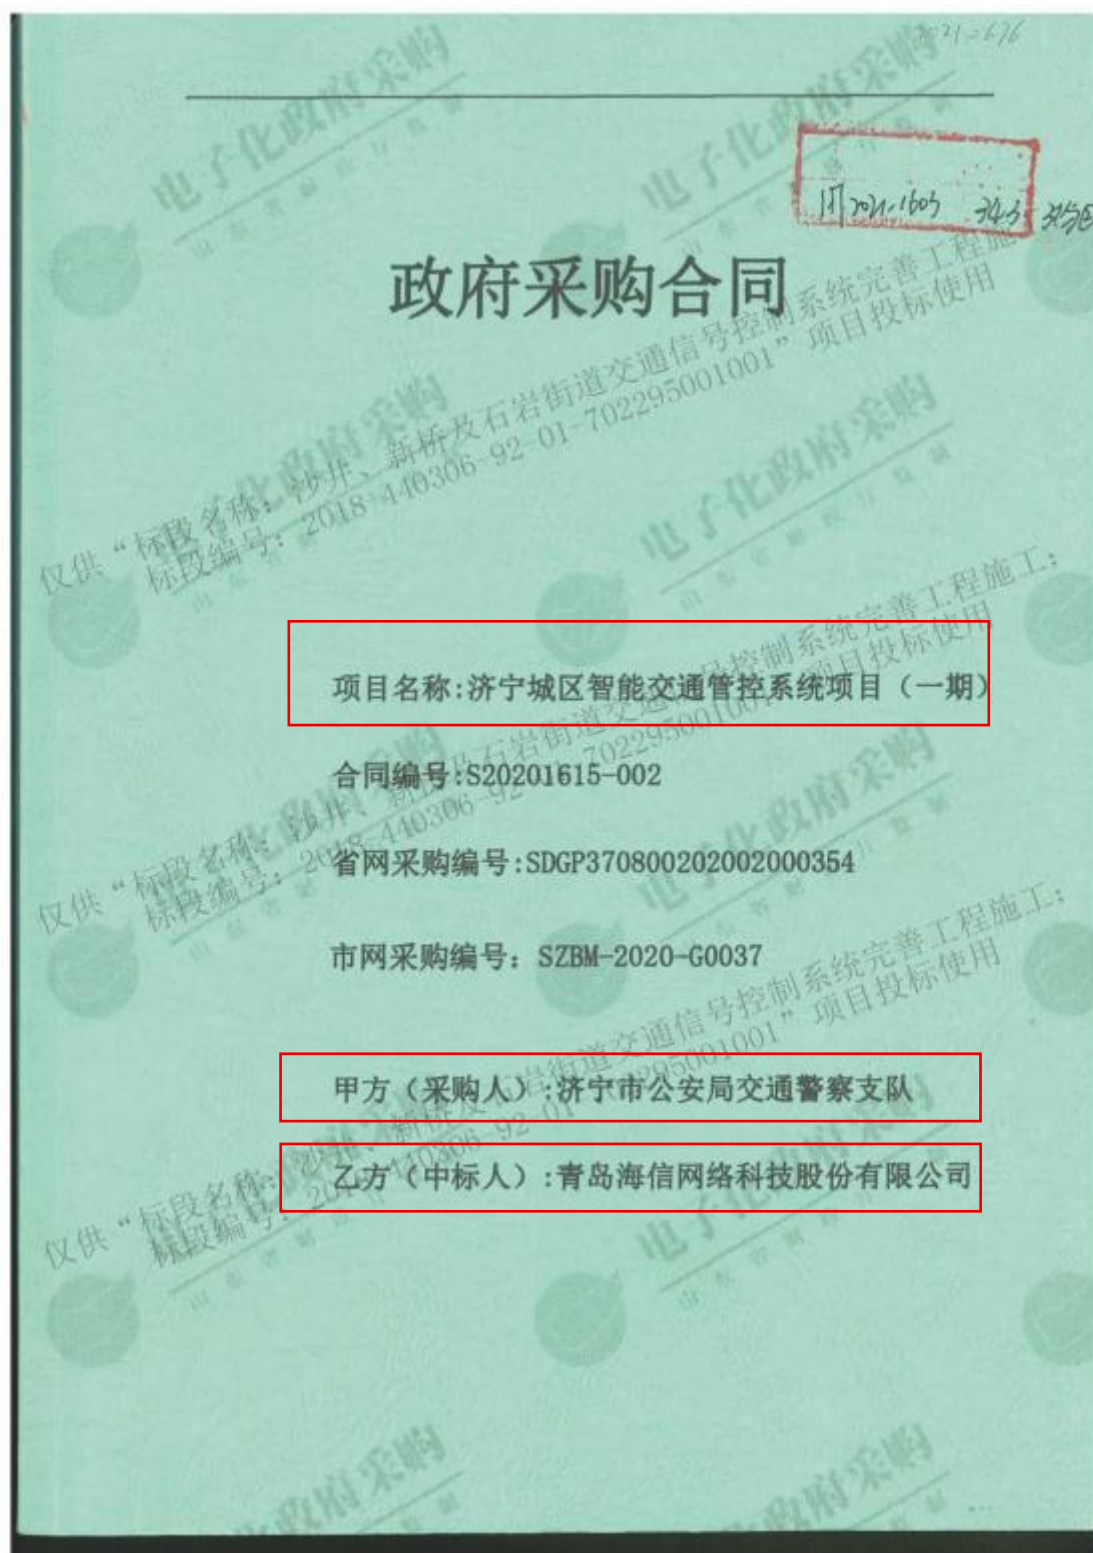 政府采购合同
项目名称:济宁城区智能交通管控系统项目（一期）
合同编号:S20201615-002
省网采购编号:SDGP370800202002000354
市网采购编号：SZBM-2020-G0037
甲方（采购人）:济宁市公安局交通警察支队
乙方（中标人）:青岛海信网络科技股份有限公司
仅供“标段名称：沙井、新桥及石岩街道交通信号控制系统完善工程施工；
标段编号：2018-440306-92-01-702295001001”项目投标使用
电子化政府采购